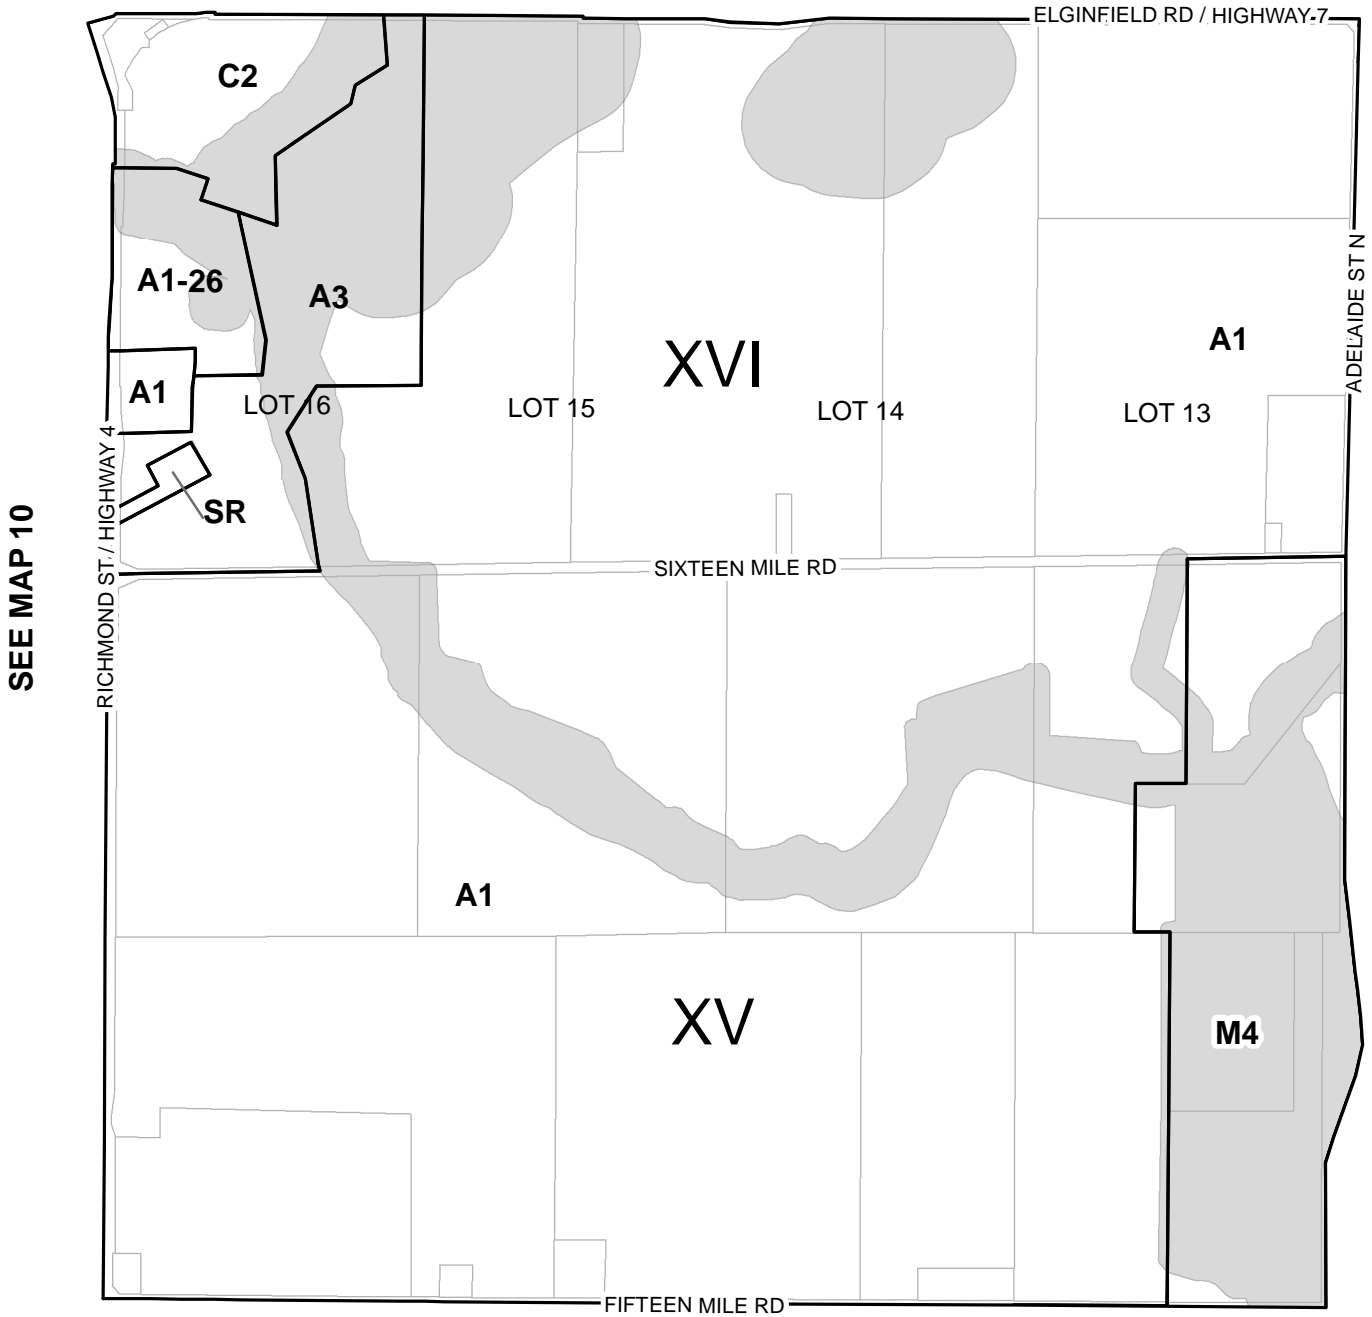 ELGINFIELD RD / HIGHWAY 7
C2
A1-26
A3
A1
XVI
A1
LOT 16
LOT 15
LOT 14
LOT 13
SR
ADELAIDE ST N
SEE MAP 10
RICHMOND ST. / HIGHWAY 4
SIXTEEN MILE RD
A1
XV
M4
FIFTEEN MILE RD